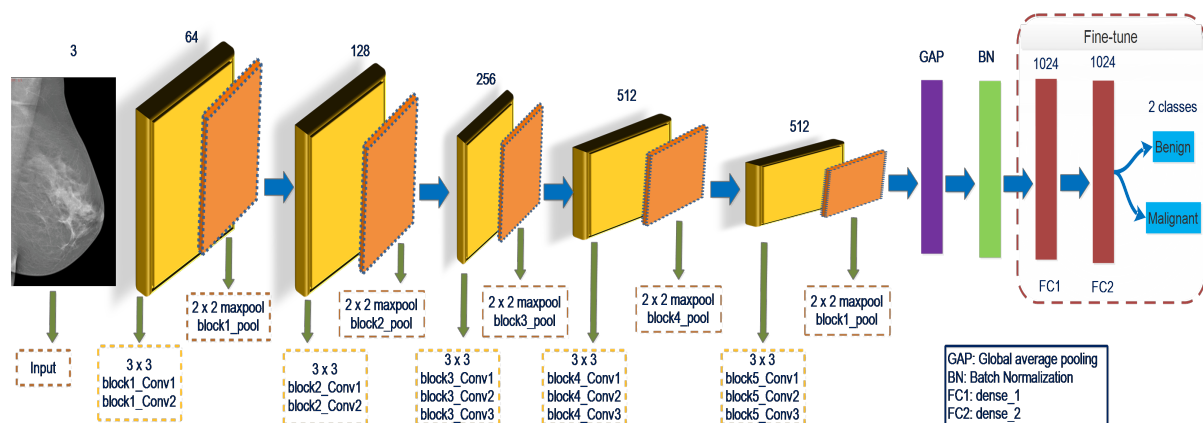 3
64
128
256
512
512
GAP
BN
Fine-tune
1024
1024
2 classes
Benign
Malignant
FC1
FC2
2 x 2 maxpool
block1_pool
2 x 2 maxpool
block2_pool
2 x 2 maxpool
block3_pool
2 x 2 maxpool
block4_pool
2 x 2 maxpool
block1_pool
Input
3 x 3
block1_Conv1
block1_Conv2
3 x 3
block2_Conv1
block2_Conv2
3 x 3
block3_Conv1
block3_Conv2
block3_Conv3
3 x 3
block4_Conv1
block4_Conv2
block4_Conv3
3 x 3
block5_Conv1
block5_Conv2
block5_Conv3
GAP: Global average pooling
BN: Batch Normalization
FC1: dense_1
FC2: dense_2